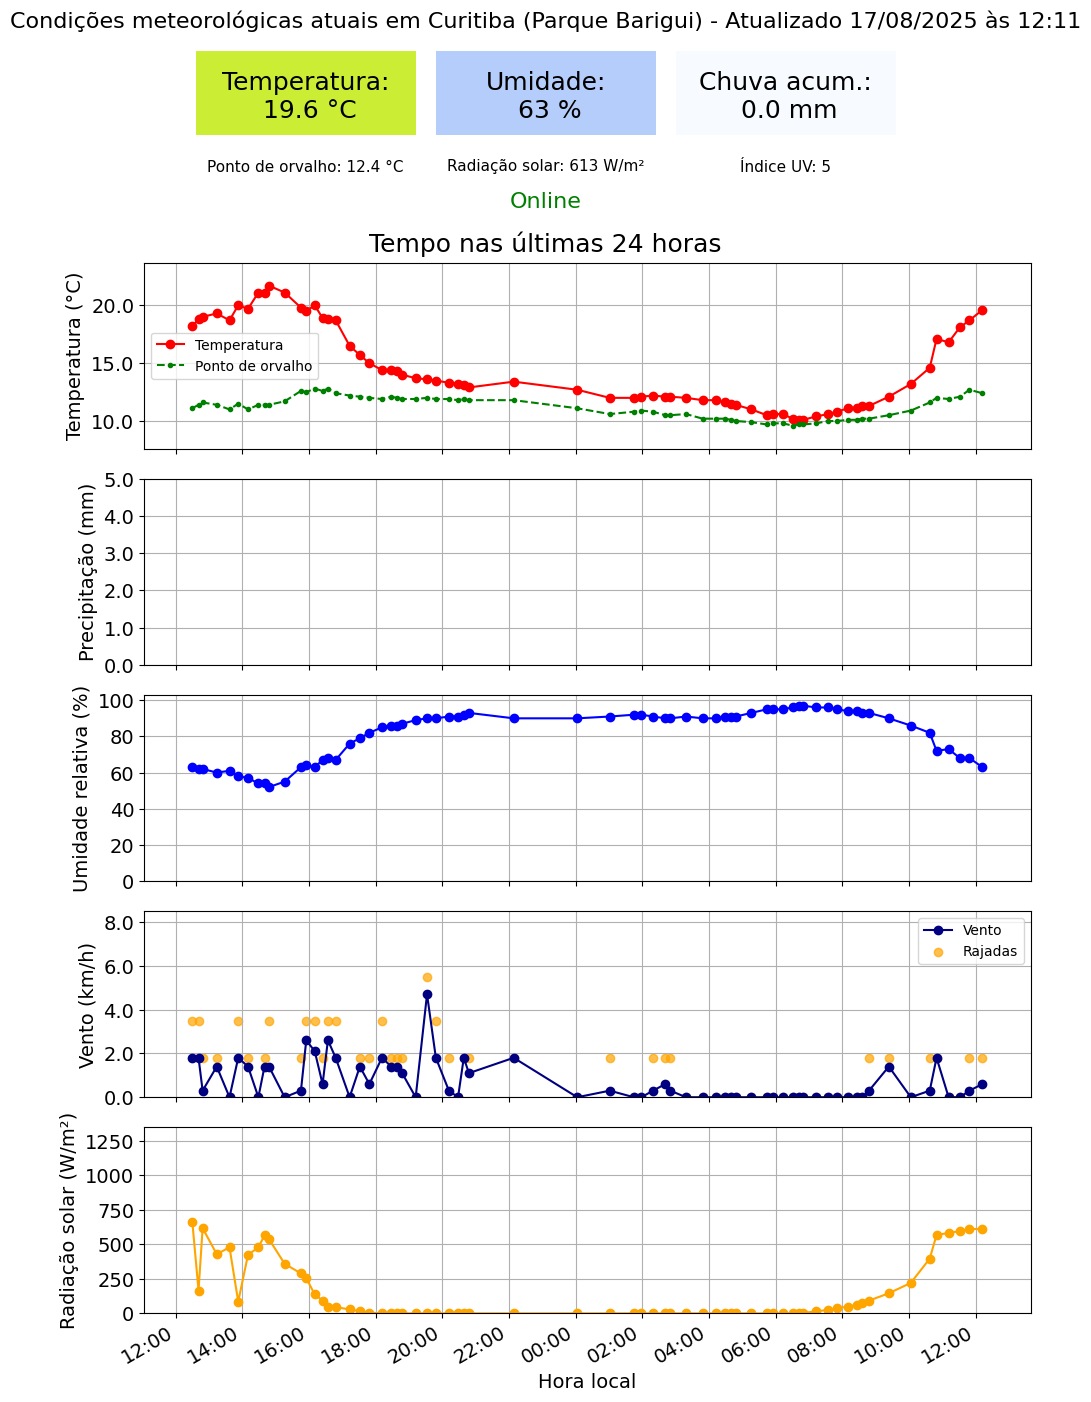 Condições meteorológicas atuais em Curitiba (Parque Barigui) - Atualizado 17/08/2025 às 12:11
Temperatura:
19.6 °C
Umidade:
63 %
Chuva acum.:
0.0 mm
Ponto de orvalho: 12.4 °C
Radiação solar: 613 W/m²
Índice UV: 5
Online
Tempo nas últimas 24 horas
Temperatura (°C)
20.0
15.0
10.0
Temperatura
Ponto de orvalho
Precipitação (mm)
5.0
4.0
3.0
2.0
1.0
0.0
Umidade relativa (%)
100
80
60
40
20
0
Vento (km/h)
8.0
6.0
4.0
2.0
0.0
Vento
Rajadas
Radiação solar (W/m²)
1250
1000
750
500
250
0
12:00
14:00
16:00
18:00
20:00
22:00
00:00
02:00
04:00
06:00
08:00
10:00
12:00
Hora local